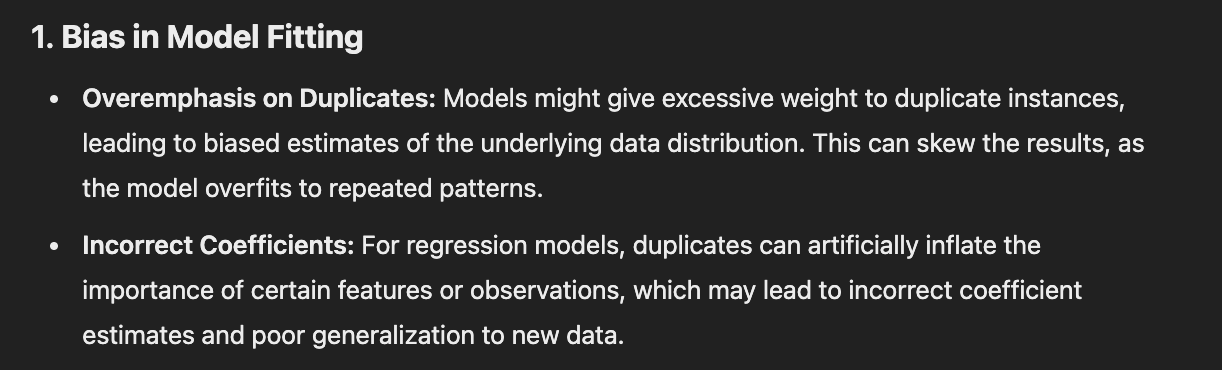 1. Bias in Model Fitting
• Overemphasis on Duplicates: Models might give excessive weight to duplicate instances,
leading to biased estimates of the underlying data distribution. This can skew the results, as
the model overfits to repeated patterns.
• Incorrect Coefficients: For regression models, duplicates can artificially inflate the
importance of certain features or observations, which may lead to incorrect coefficient
estimates and poor generalization to new data.